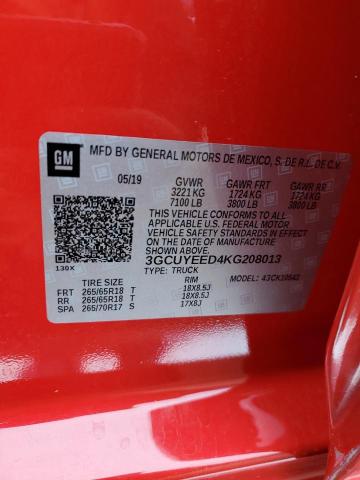 GM
MFD BY GENERAL MOTORS DE MEXICO, S. DE R.L. DE C.V.
05/19 GVWR GAWR FRT GAWR RR
3221 KG 1724 KG 1724 KG
7100 LB 3800 LB 3800 LB
THIS VEHICLE CONFORMS TO ALL
APPLICABLE U.S. FEDERAL MOTOR
VEHICLE SAFETY STANDARDS IN
EFFECT ON THE DATE OF MANUFACTURE
SHOWN ABOVE.
3GCUYEED4KG208013
130X TYPE: TRUCK MODEL: 43CK10543
TIRE SIZE RIM
FRT 265/65R18 T 18X8.5J
RR 265/65R18 T 18X8.5J
SPA 265/70R17 S 17X8J